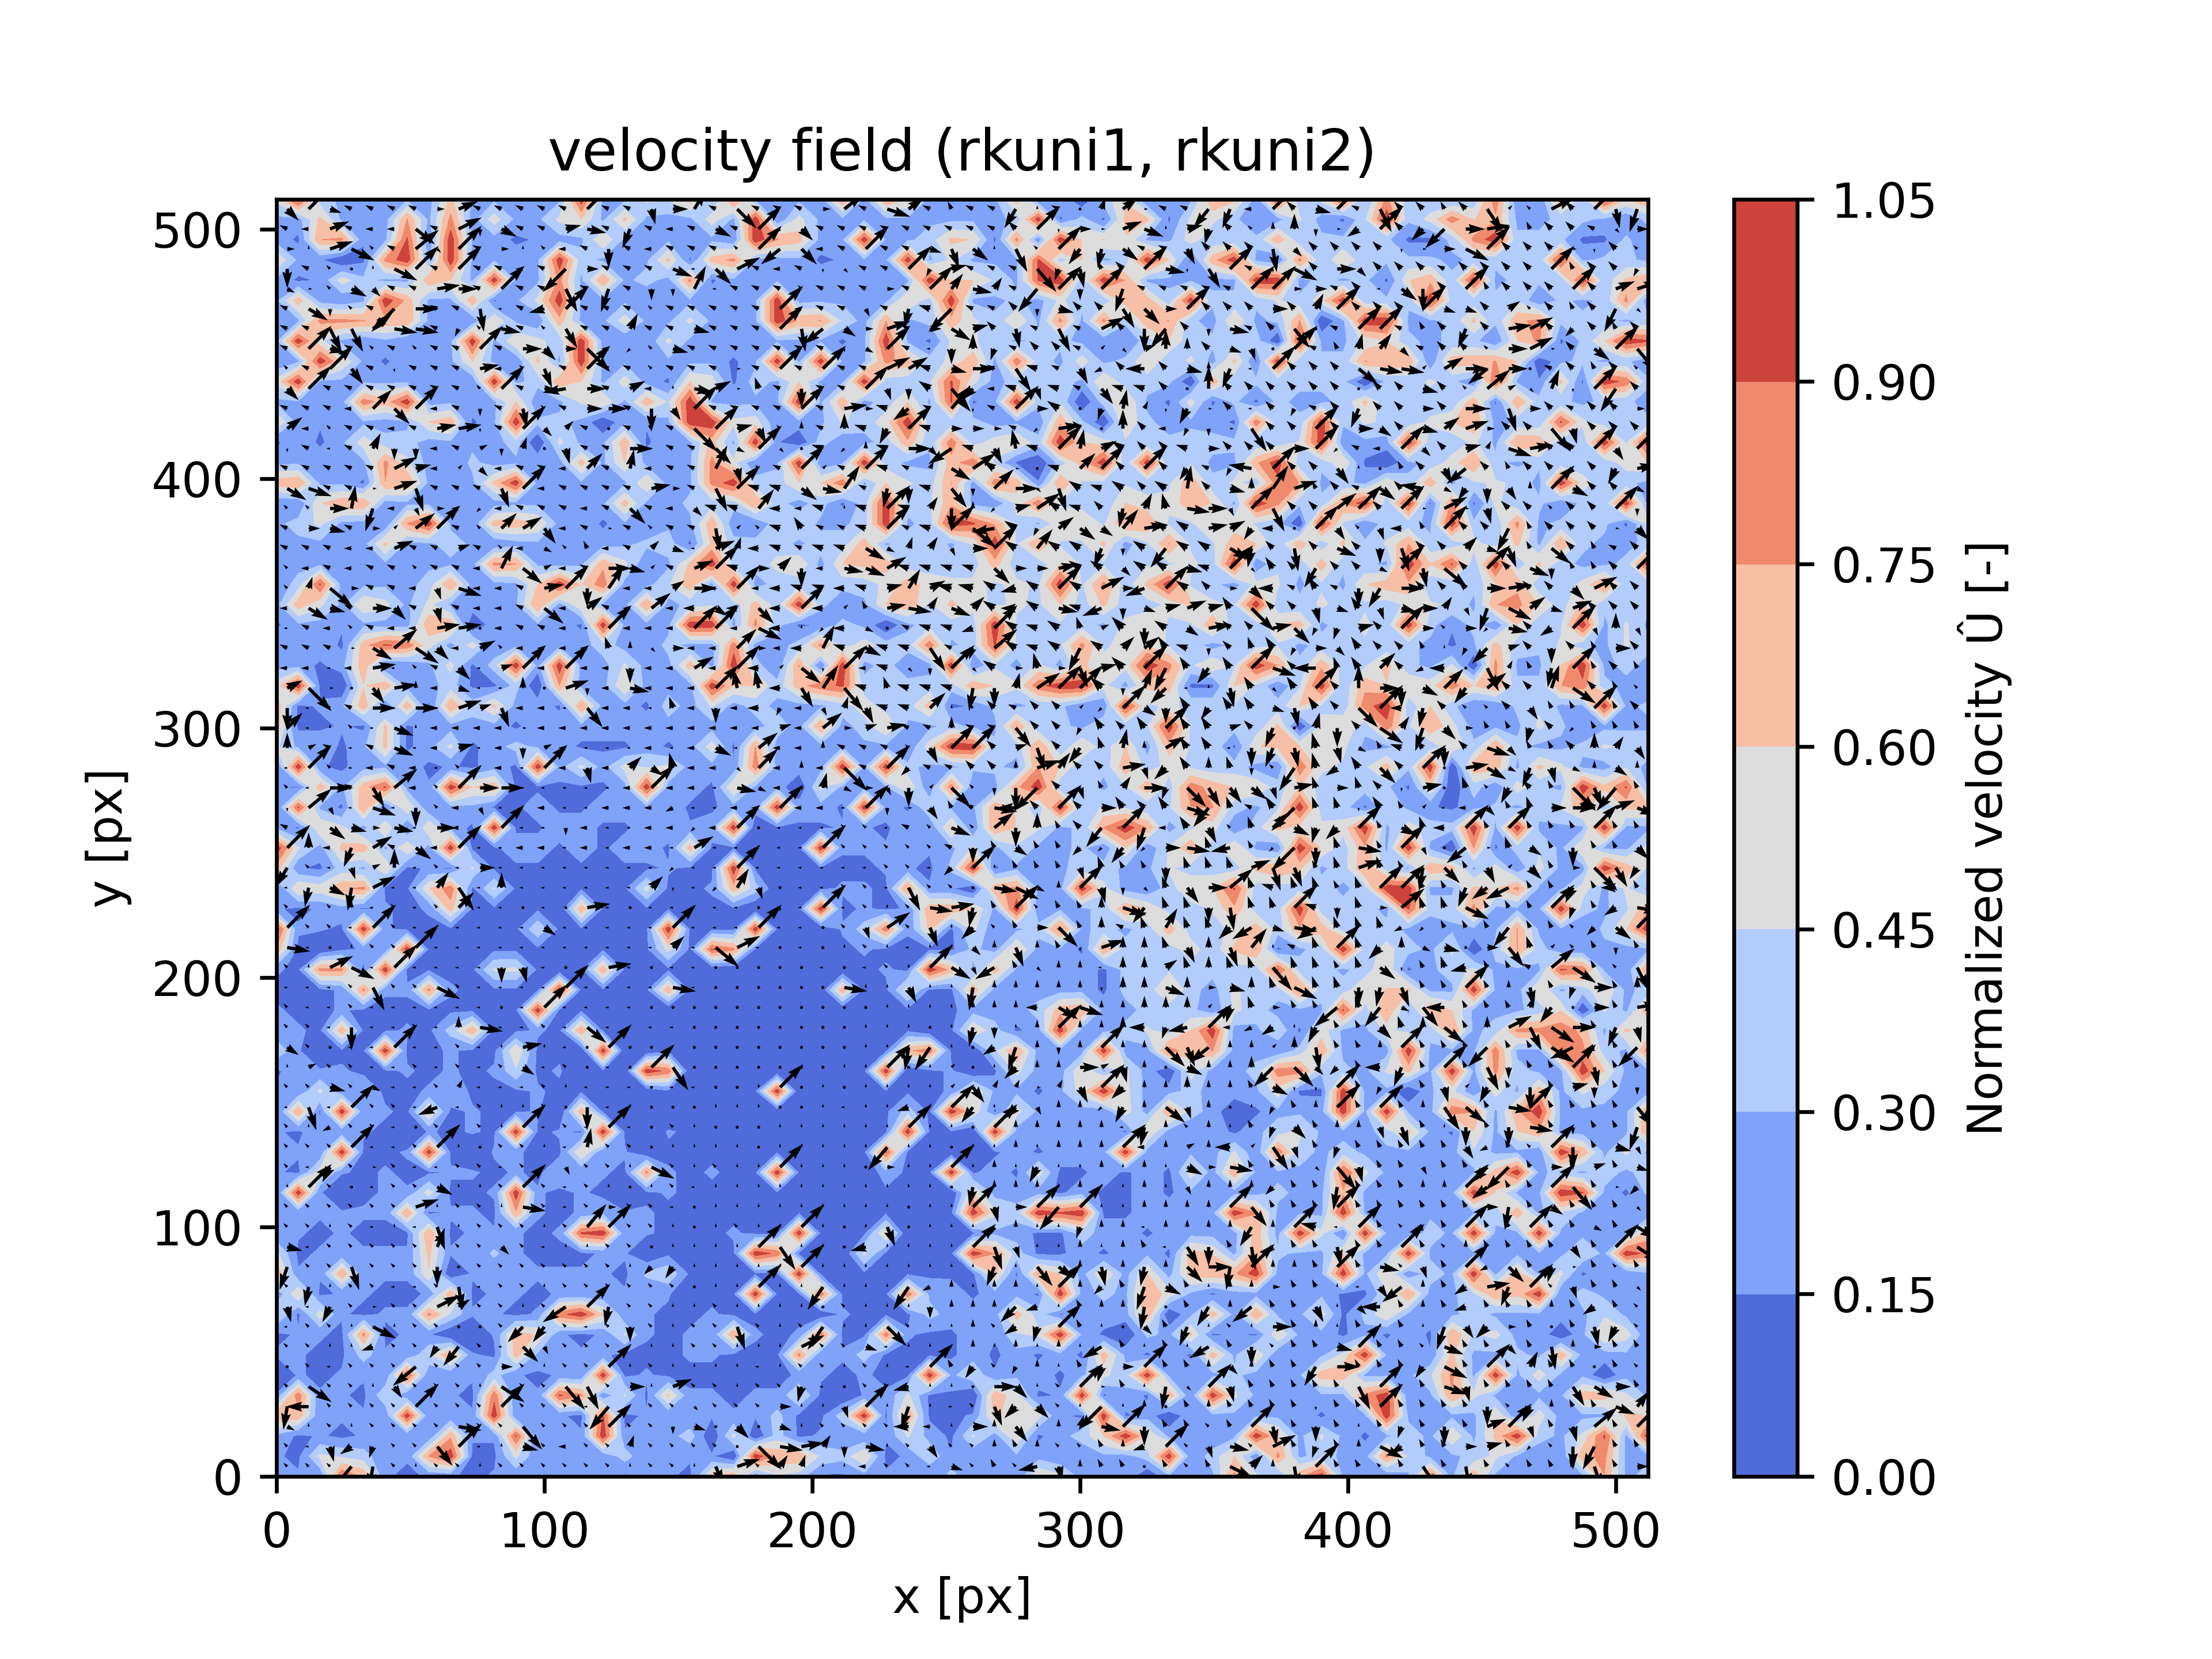 velocity field (rkuni1, rkuni2)
500
400
300
200
100
0
y [px]
0 100 200 300 400 500
x [px]
1.05
0.90
0.75
0.60
0.45
0.30
0.15
0.00
Normalized velocity Û [-]